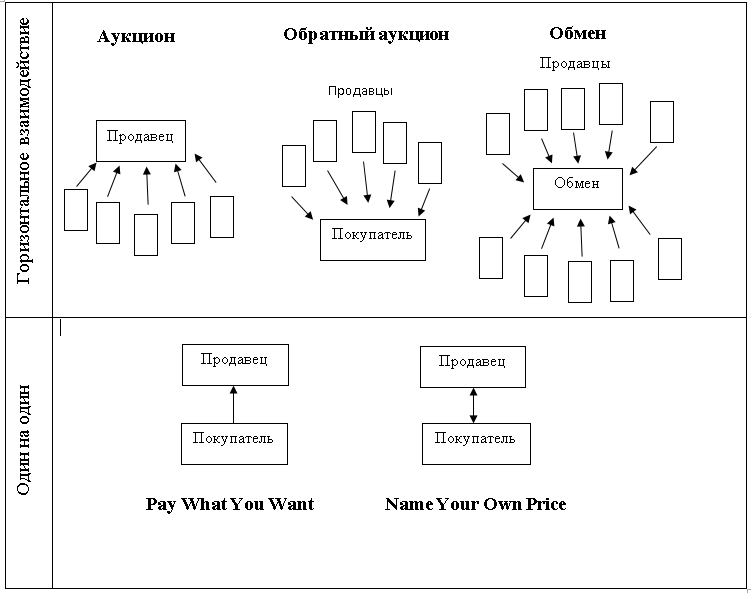 Горизонтальное взаимодействие
Аукцион
Обратный аукцион
Обмен
Продавцы
Продавцы
Продавец
Обмен
Покупатель
Один на один
Продавец
Продавец
Покупатель
Покупатель
Pay What You Want
Name Your Own Price